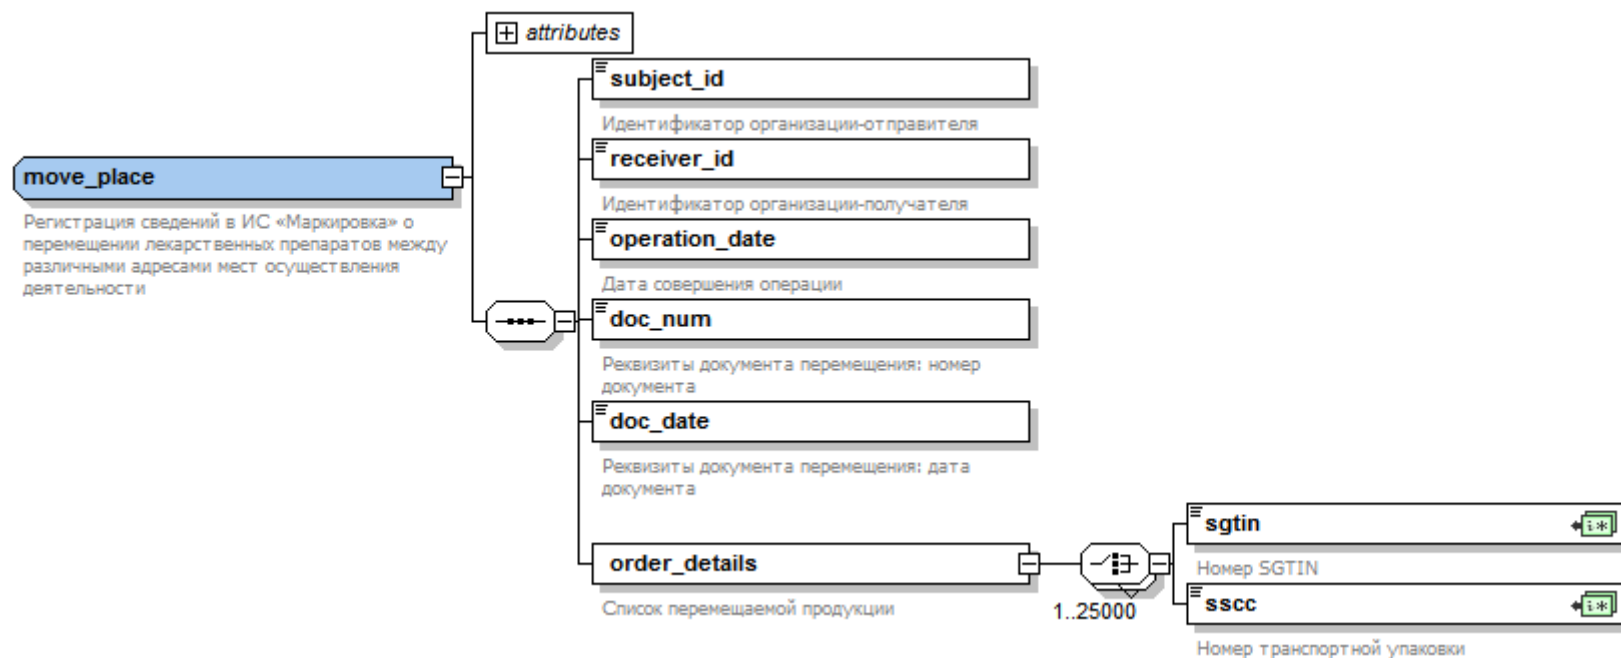 attributes
subject_id
Идентификатор организации-отправителя
receiver_id
Идентификатор организации-получателя
move_place
Регистрация сведений в ИС «Маркировка» о
перемещении лекарственных препаратов между
различными адресами мест осуществления
деятельности
operation_date
Дата совершения операции
doc_num
Реквизиты документа перемещения: номер
документа
doc_date
Реквизиты документа перемещения: дата
документа
order_details
Список перемещаемой продукции
1..25000
sgtin
Номер SGTIN
sscc
Номер транспортной упаковки